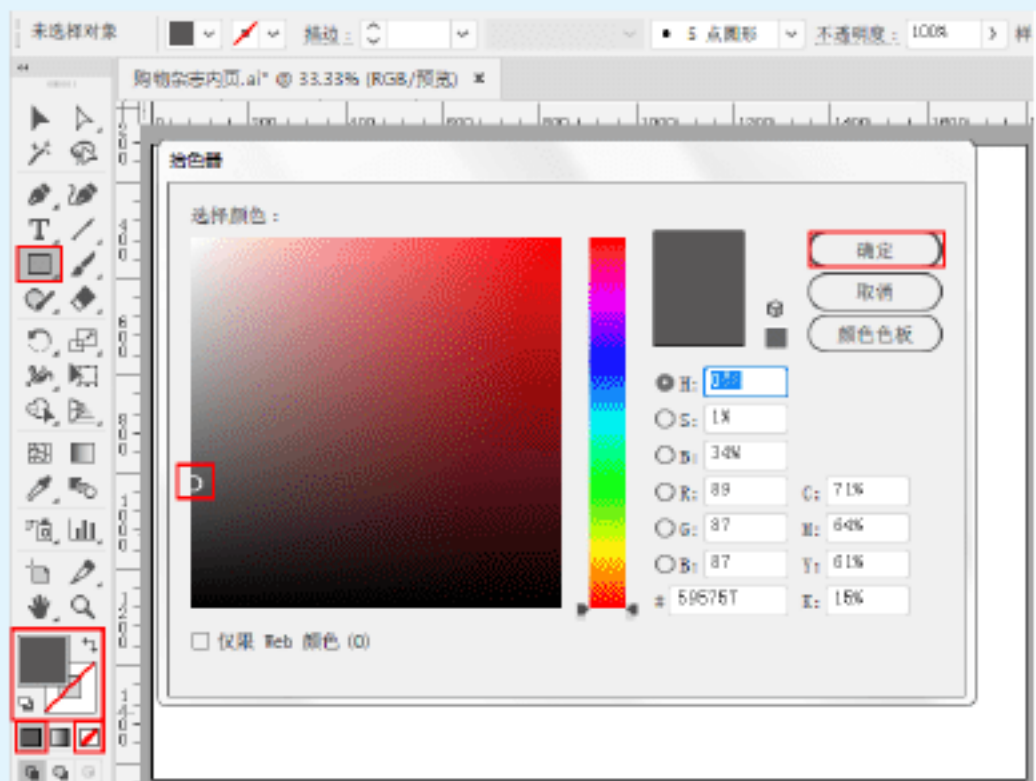 未选择对象 描边: 5 点圆形 不透明度: 100% 样
购物杂志内页.ai* @ 33.33% (RGB/预览) ×
拾色器
选择颜色:
确定
取消
颜色色板
H: 0°
S: 1%
B: 34%
R: 89 C: 71%
G: 87 M: 64%
B: 87 Y: 61%
# 595757 K: 15%
仅限 Web 颜色 (O)